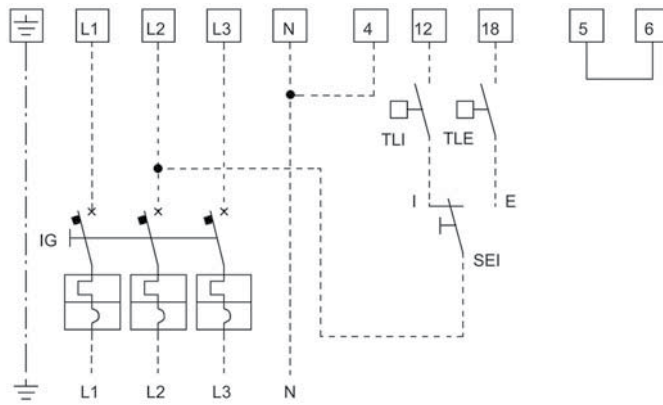 L1 L2 L3 N 4 12 18 5 6
TLI TLE
I E
IG
SEI
L1 L2 L3 N